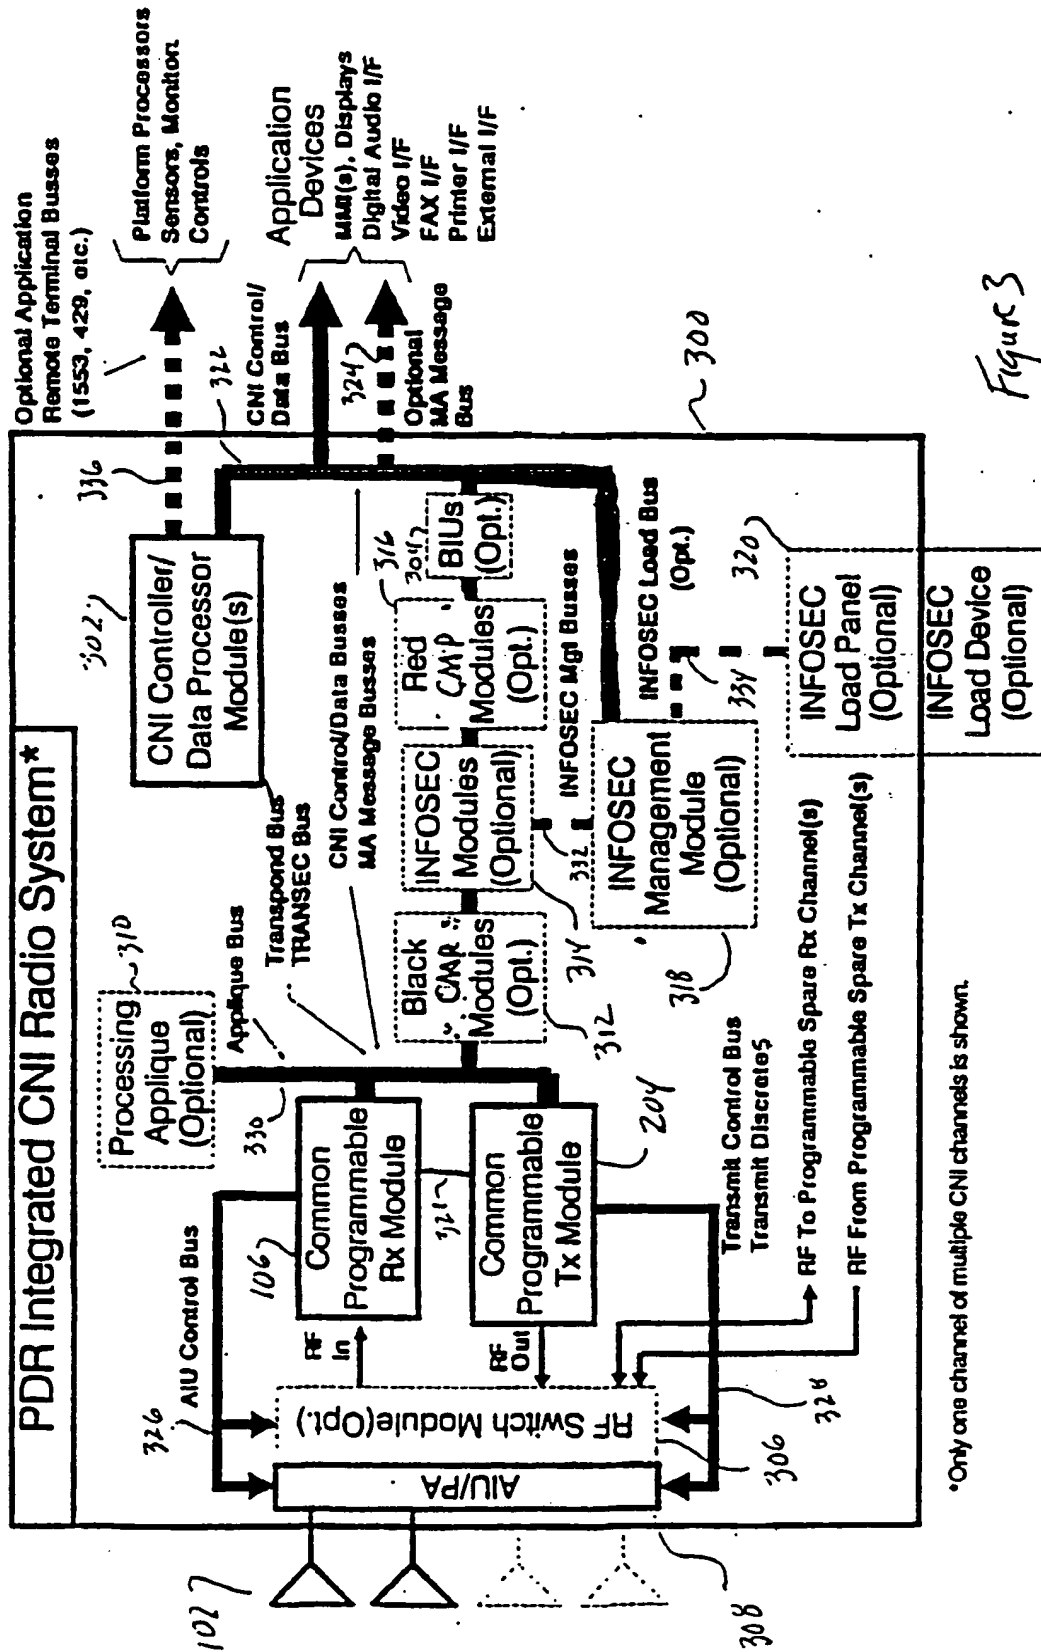 PDR Integrated CNI Radio System*
Optional Application
Remote Terminal Busses
(1553, 429, etc.)
Platform Processors
Sensors, Monitors,
Controls
336
302
CNI Controller/
Data Processor
Module(s)
322
CNI Control/
Data Bus
Application
Devices
MMI(s), Displays
Digital Audio I/F
Video I/F
FAX I/F
Printer I/F
External I/F
324
Optional
MA Message
Bus
310
Processing
Applique
(Optional)
Applique Bus
330
Transpond Bus
TRANSEC Bus
CNI Control/Data Busses
MA Message Busses
326
AIU Control Bus
106
Common
Programmable
Rx Module
RF
In
321
Common
Programmable
Tx Module
204
RF
Out
Black
"CMP"
Modules
(Opt.)
312
INFOSEC
Modules
(Optional)
314
Red
"CMP"
Modules
(Opt.)
316
304
BIUs
(Opt.)
332
INFOSEC Mgt Busses
INFOSEC
Management
Module
(Optional)
318
INFOSEC Load Bus
(Opt.)
334
320
INFOSEC
Load Panel
(Optional)
INFOSEC
Load Device
(Optional)
102
AIU/PA
RF Switch Module(Opt.)
308
306
328
Transmit Control Bus
Transmit Discretes
RF To Programmable Spare Rx Channel(s)
RF From Programmable Spare Tx Channel(s)
300
*Only one channel of multiple CNI channels is shown.
Figure 3